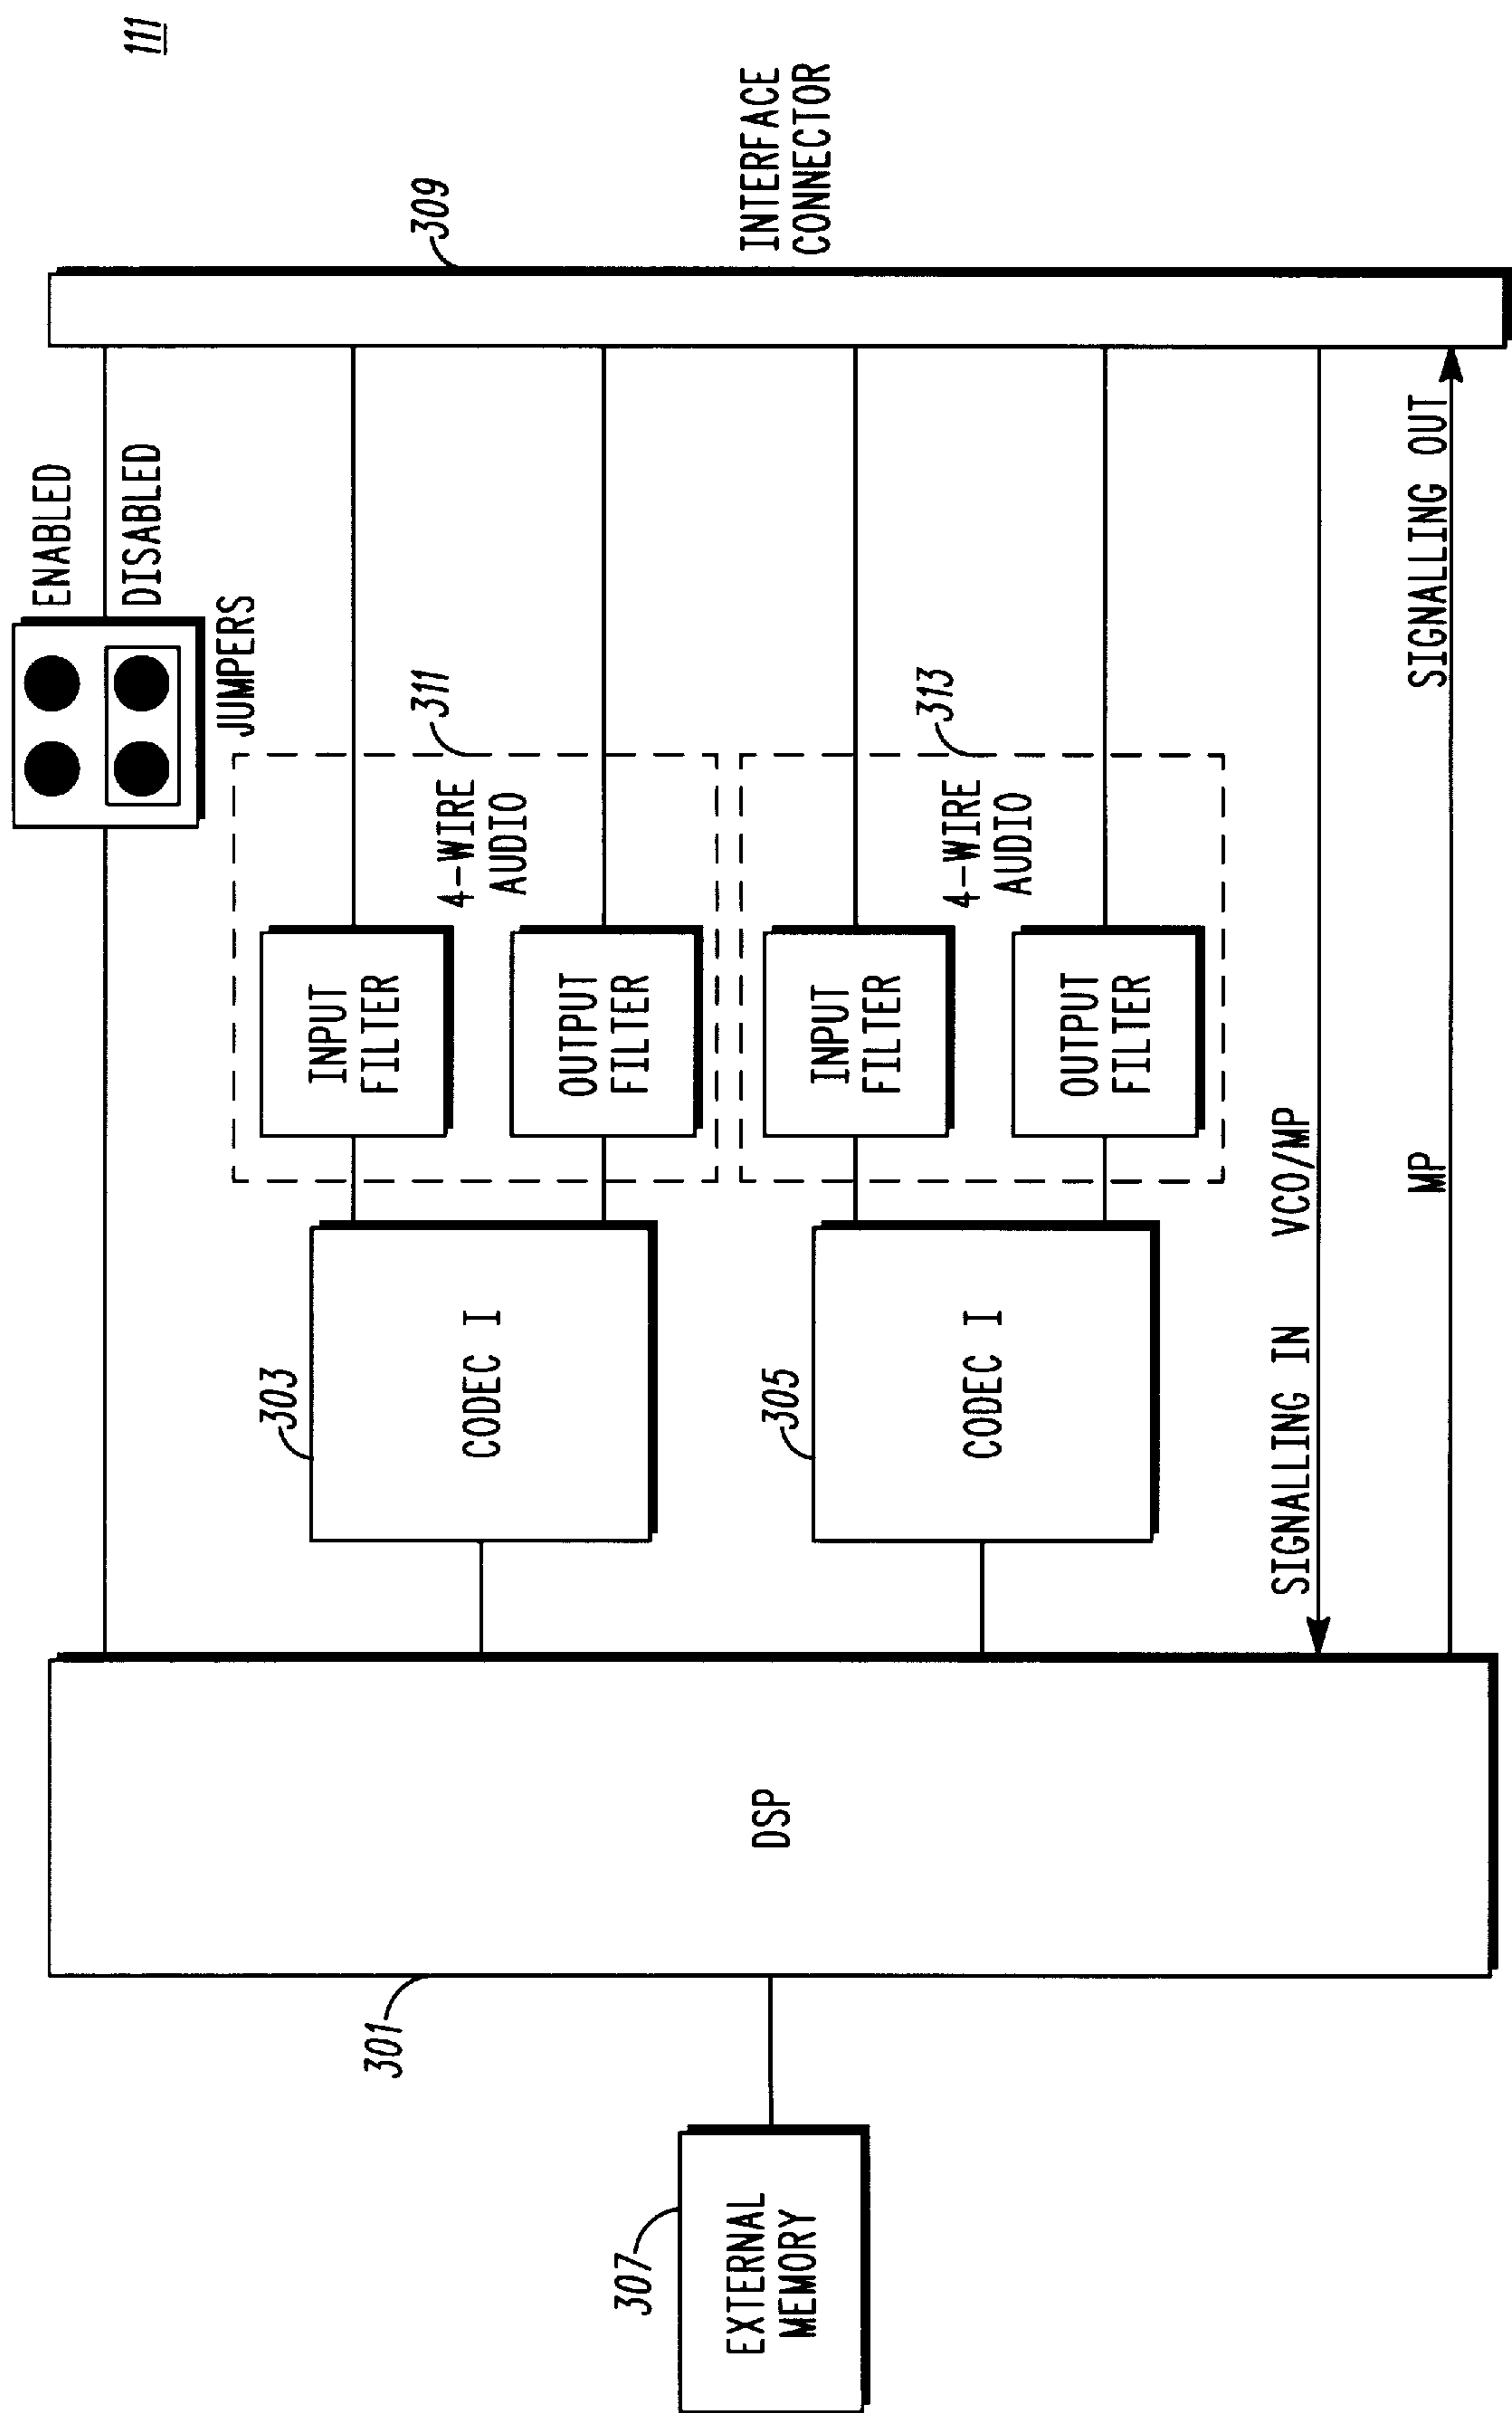 111
ENABLED
DISABLED
JUMPERS
309
INTERFACE
CONNECTOR
311
4-WIRE
AUDIO
INPUT
FILTER
OUTPUT
FILTER
313
4-WIRE
AUDIO
INPUT
FILTER
OUTPUT
FILTER
303
CODEC I
305
CODEC I
301
DSP
307
EXTERNAL
MEMORY
SIGNALLING IN VCO/MP
MP SIGNALLING OUT